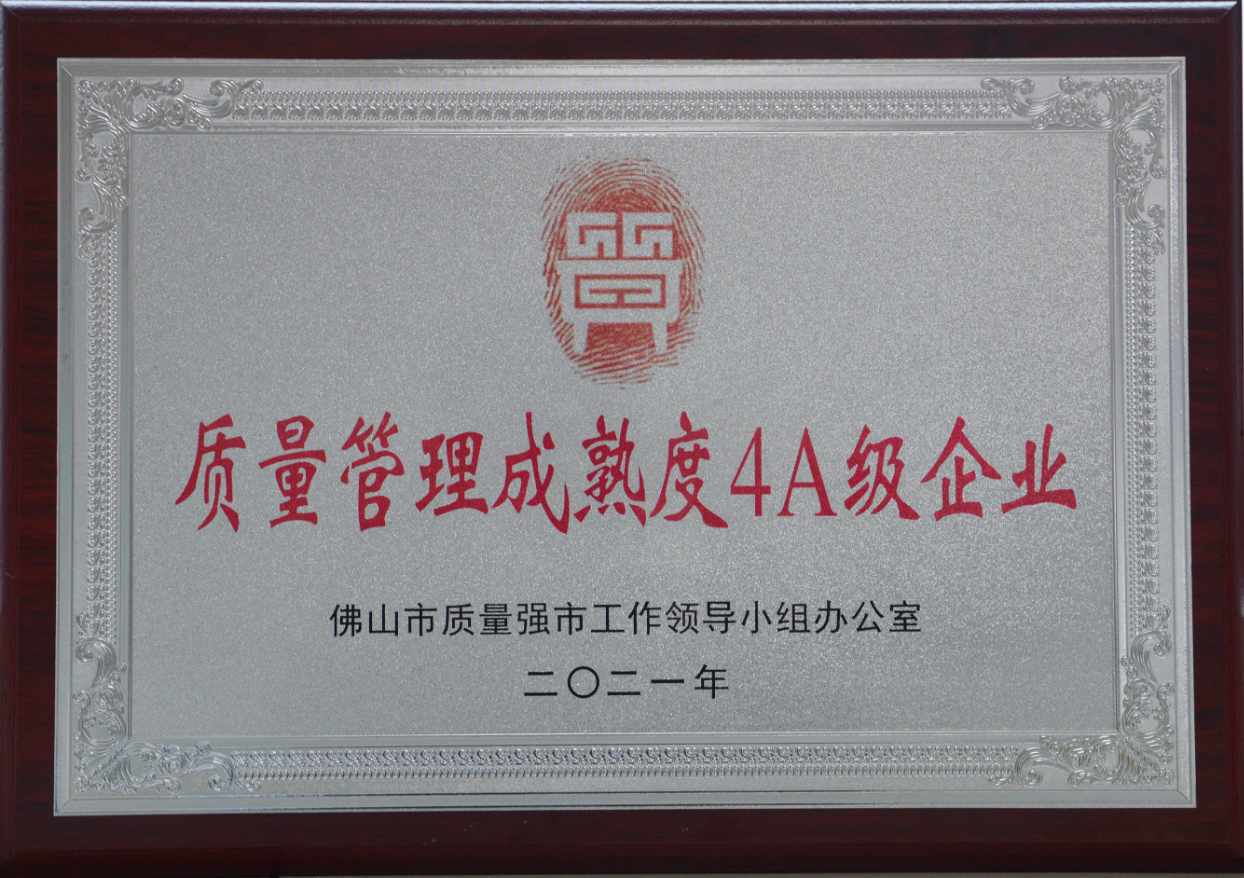 質
质量管理成熟度4A级企业
佛山市质量强市工作领导小组办公室
二〇二一年